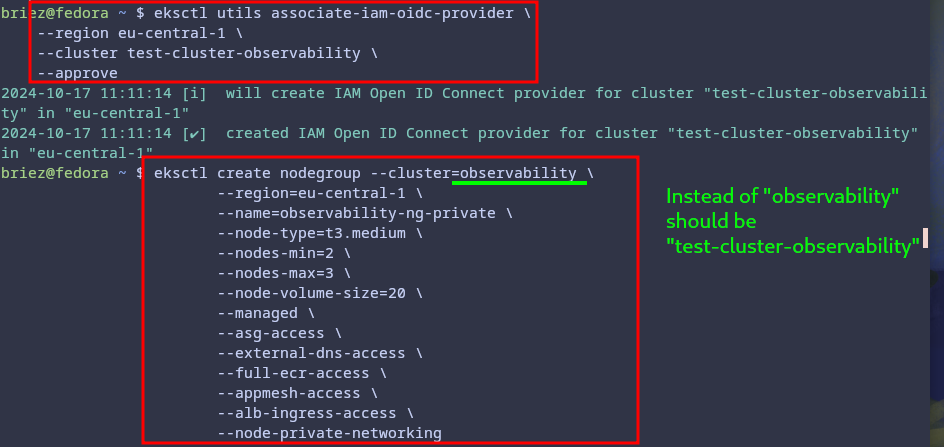 briez@fedora ~ $ eksctl utils associate-iam-oidc-provider \
--region eu-central-1 \
--cluster test-cluster-observability \
--approve
2024-10-17 11:11:14 [i]  will create IAM Open ID Connect provider for cluster "test-cluster-observabili
ty" in "eu-central-1"
2024-10-17 11:11:14 [✔]  created IAM Open ID Connect provider for cluster "test-cluster-observability"
in "eu-central-1"
briez@fedora ~ $ eksctl create nodegroup --cluster=observability \
--region=eu-central-1 \
--name=observability-ng-private \
--node-type=t3.medium \
--nodes-min=2 \
--nodes-max=3 \
--node-volume-size=20 \
--managed \
--asg-access \
--external-dns-access \
--full-ecr-access \
--appmesh-access \
--alb-ingress-access \
--node-private-networking
Instead of "observability"
should be
"test-cluster-observability"